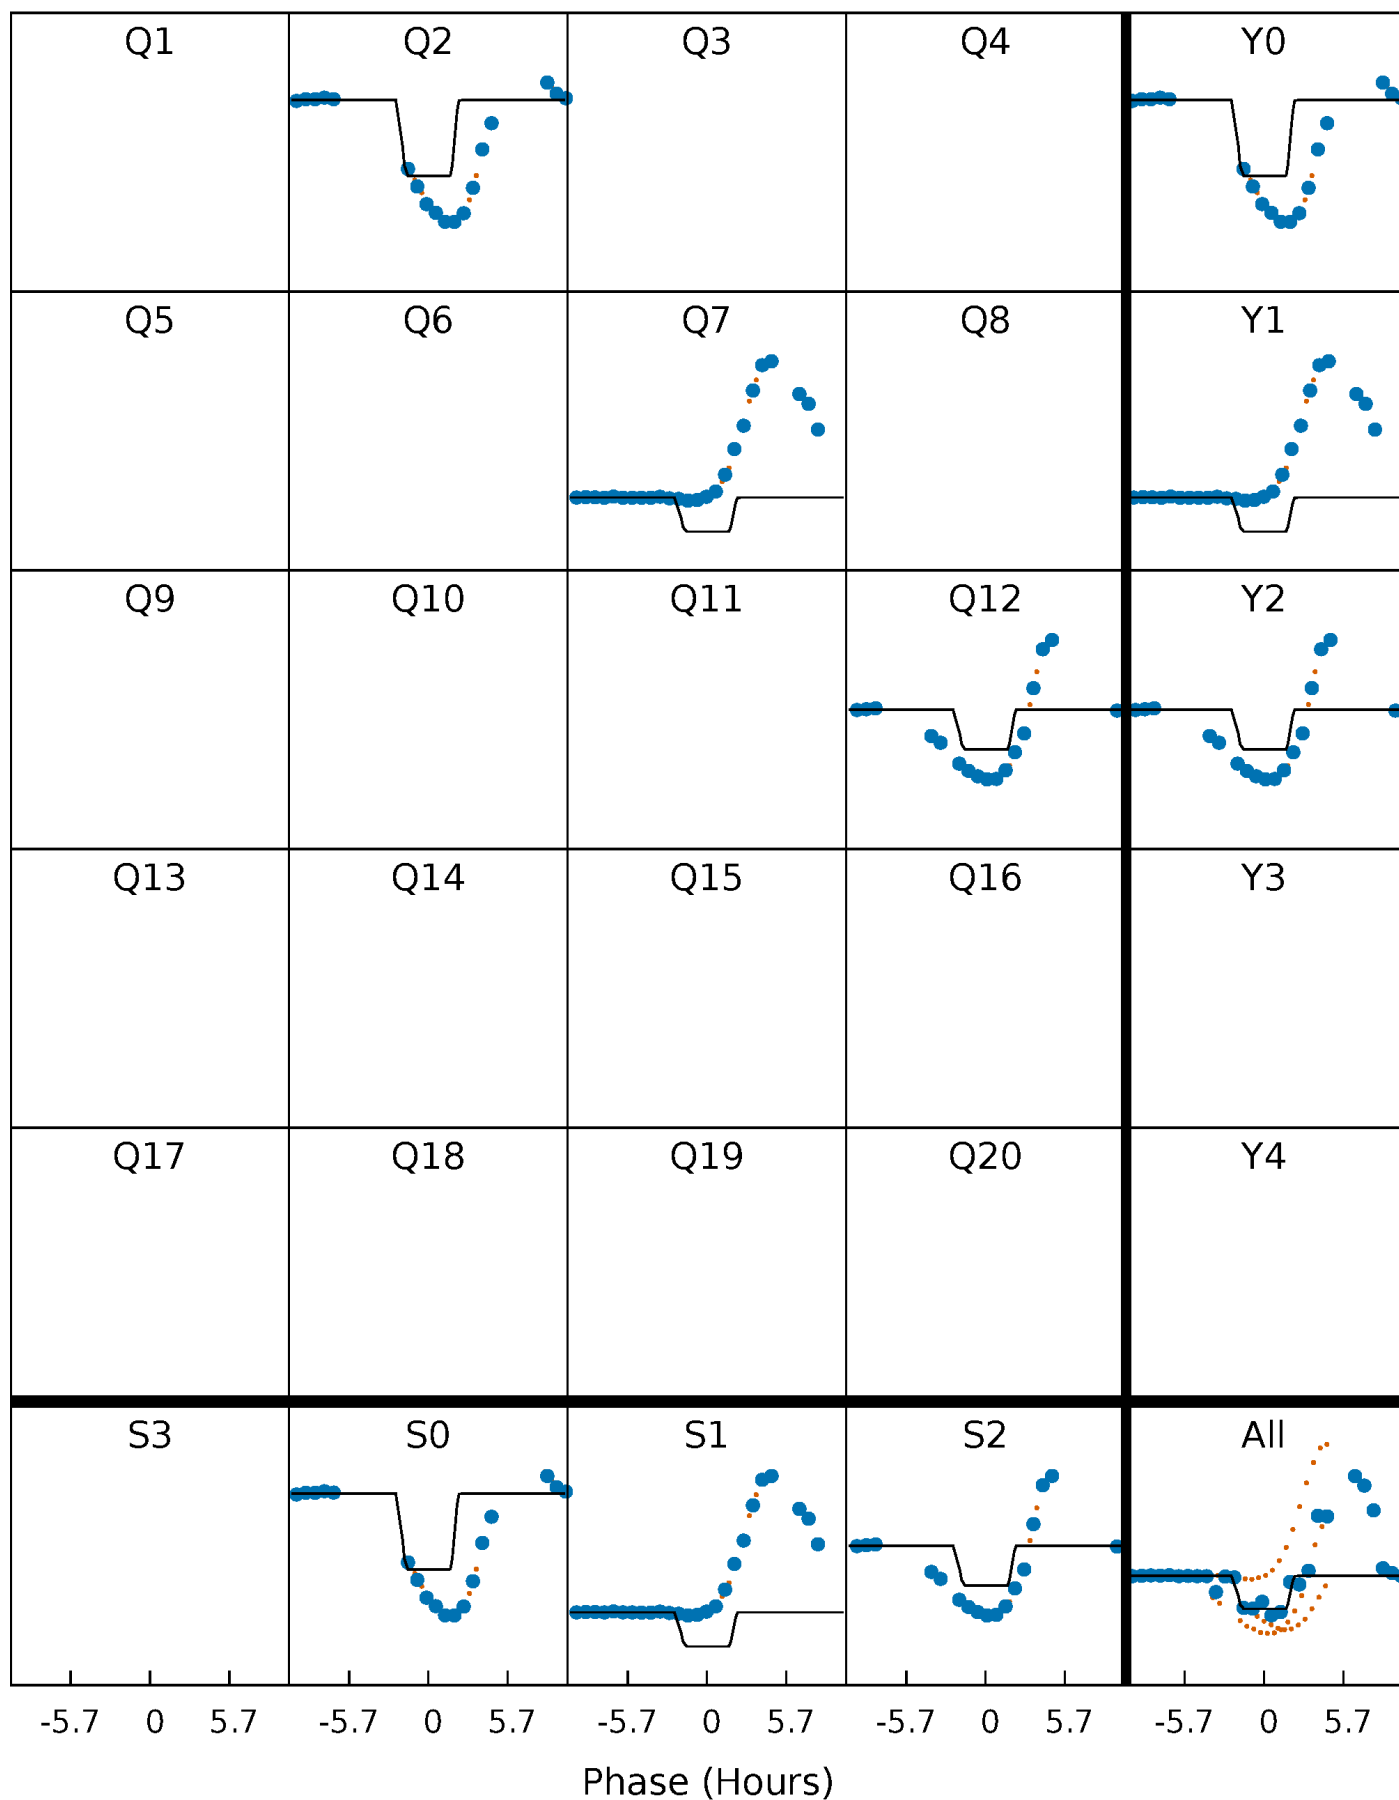 Q1 Q2 Q3 Q4 Y0
Q5 Q6 Q7 Q8 Y1
Q9 Q10 Q11 Q12 Y2
Q13 Q14 Q15 Q16 Y3
Q17 Q18 Q19 Q20 Y4
S3 S0 S1 S2 All
-5.7 0 5.7 -5.7 0 5.7 -5.7 0 5.7 -5.7 0 5.7 -5.7 0 5.7
Phase (Hours)